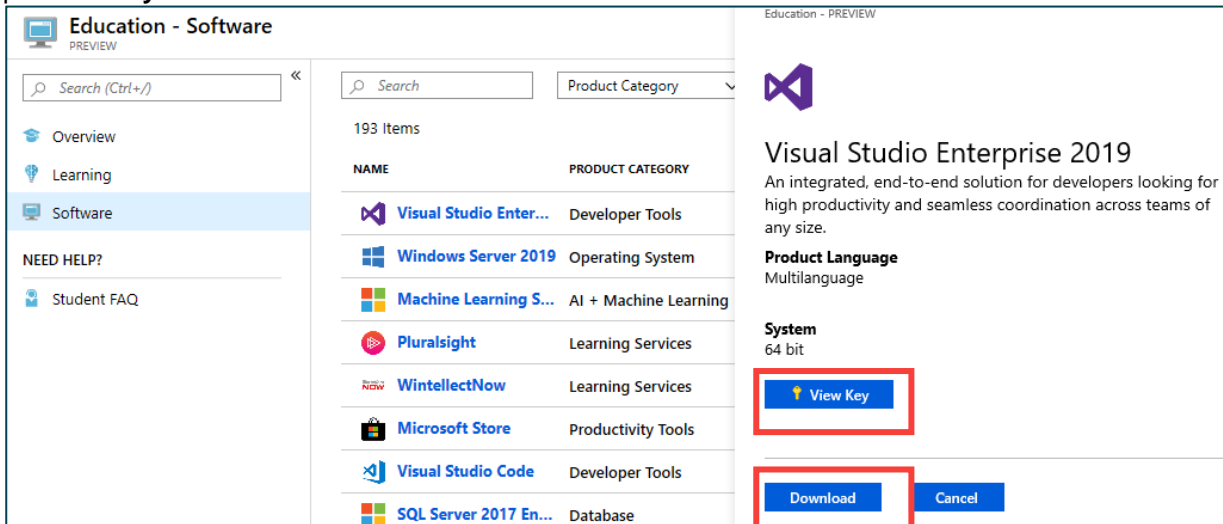 Education - Software
PREVIEW
Search (Ctrl+/)
«
Overview
Learning
Software
NEED HELP?
Student FAQ
Search
Product Category
193 Items
NAME
PRODUCT CATEGORY
Visual Studio Enter...
Developer Tools
Windows Server 2019
Operating System
Machine Learning S...
AI + Machine Learning
Pluralsight
Learning Services
WintellectNow
Learning Services
Microsoft Store
Productivity Tools
Visual Studio Code
Developer Tools
SQL Server 2017 En...
Database
Education - PREVIEW
Visual Studio Enterprise 2019
An integrated, end-to-end solution for developers looking for
high productivity and seamless coordination across teams of
any size.
Product Language
Multilanguage
System
64 bit
View Key
Download
Cancel